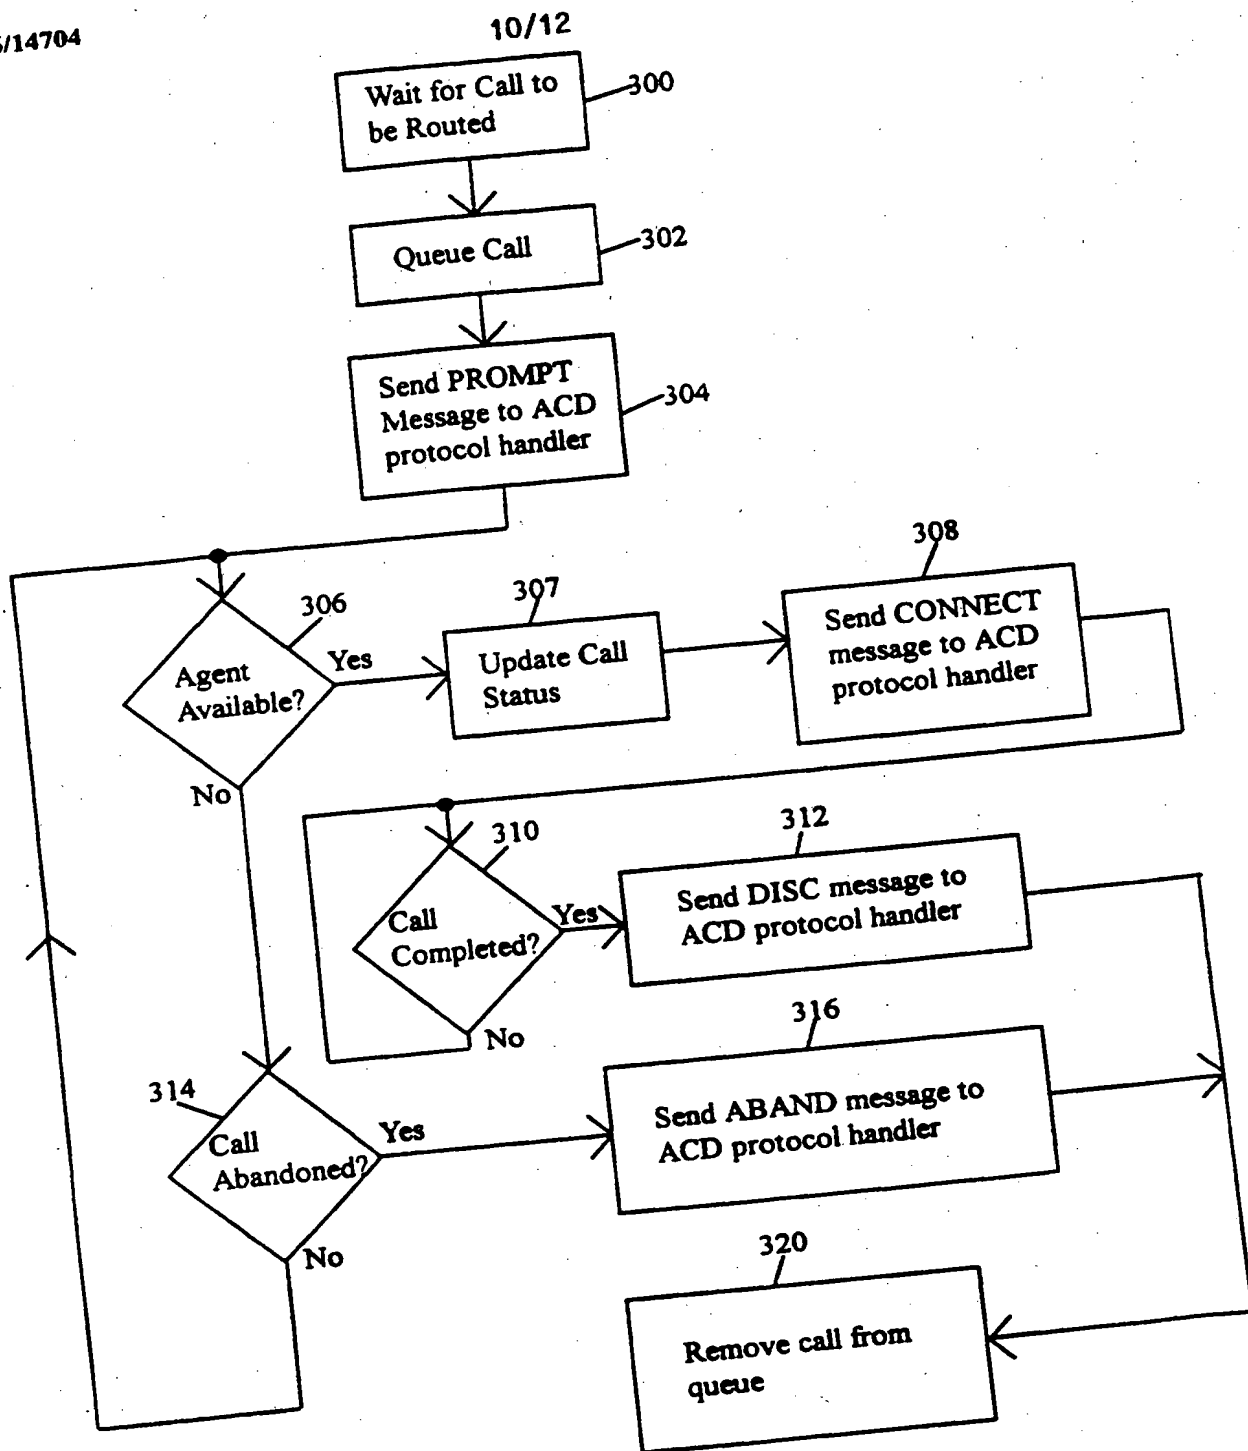 /14704
10/12
Wait for Call to
be Routed
300
Queue Call
302
Send PROMPT
Message to ACD
protocol handler
304
306
Agent
Available?
Yes
No
307
Update Call
Status
308
Send CONNECT
message to ACD
protocol handler
310
Call
Completed?
Yes
No
312
Send DISC message to
ACD protocol handler
314
Call
Abandoned?
Yes
No
316
Send ABAND message to
ACD protocol handler
320
Remove call from
queue